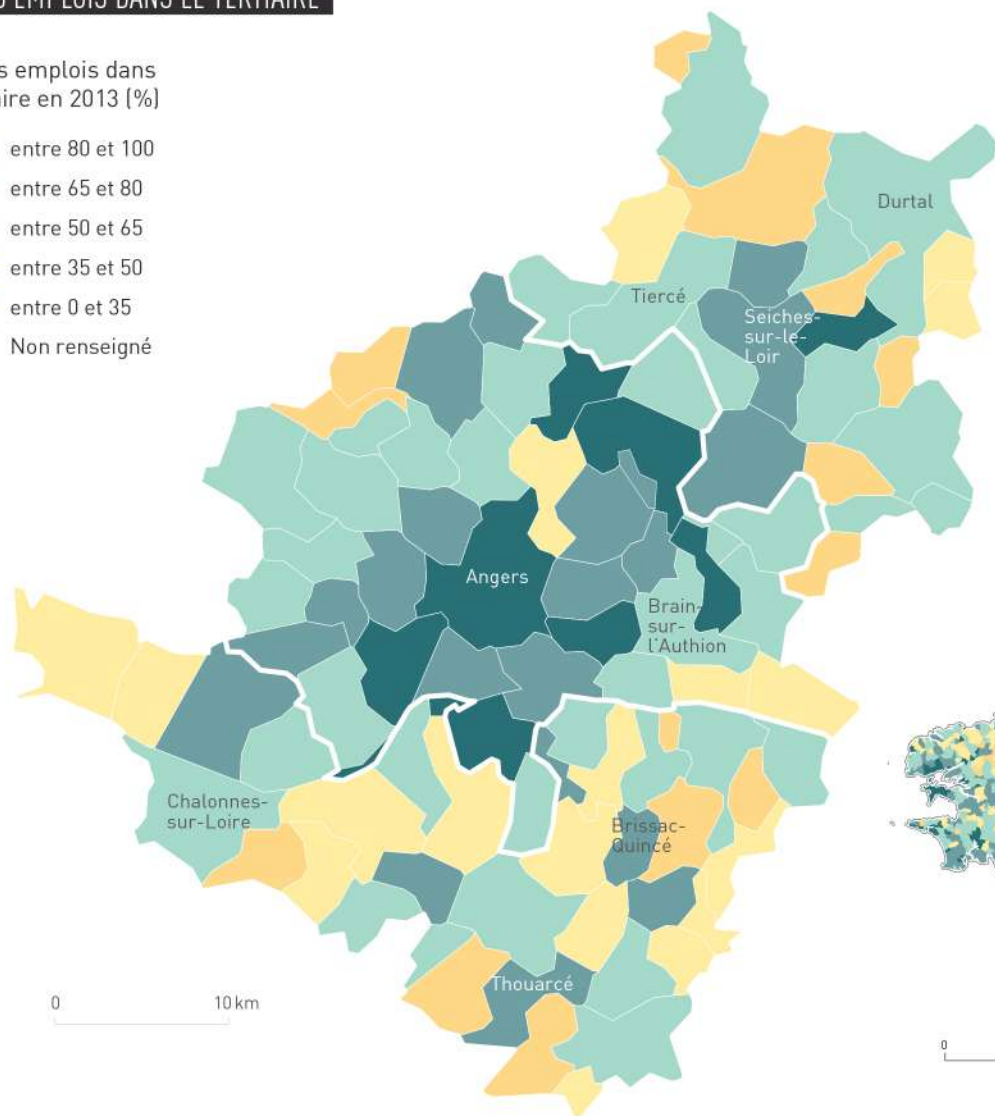 EMPLOIS DANS LE TERTIAIRE
emplois dans
en 2013 (%)
entre 80 et 100
entre 65 et 80
entre 50 et 65
entre 35 et 50
entre 0 et 35
Non renseigné
Durtal
Tiercé
Seiches-
sur-le-
Loir
Angers
Brain-
sur-
l'Authion
Chalonnes-
sur-Loire
Brissac-
Quincé
Thouarcé
0 10 km
0